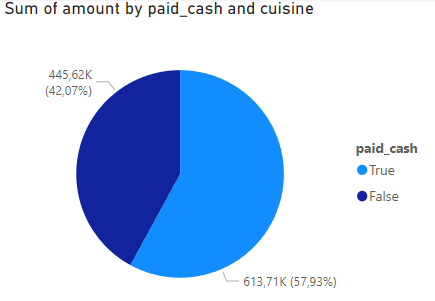 Sum of amount by paid_cash and cuisine
445,62K
(42,07%)
paid_cash
True
False
613,71K (57,93%)